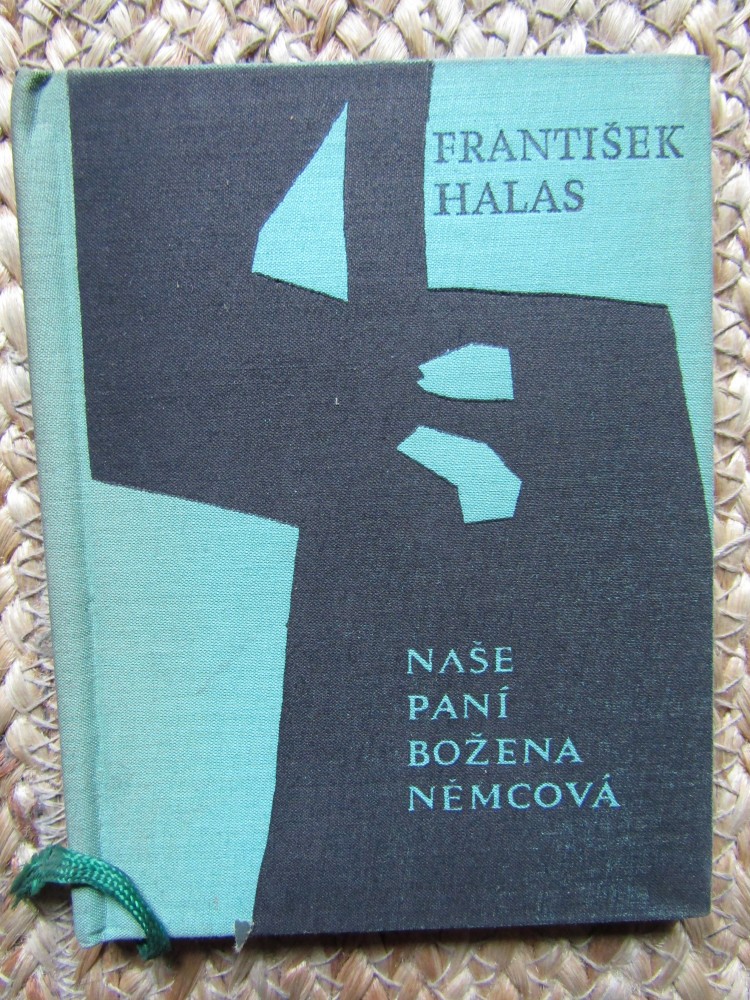 FRANTIŠEK
HALAS
NAŠE
PANÍ
BOŽENA
NĚMCOVÁ